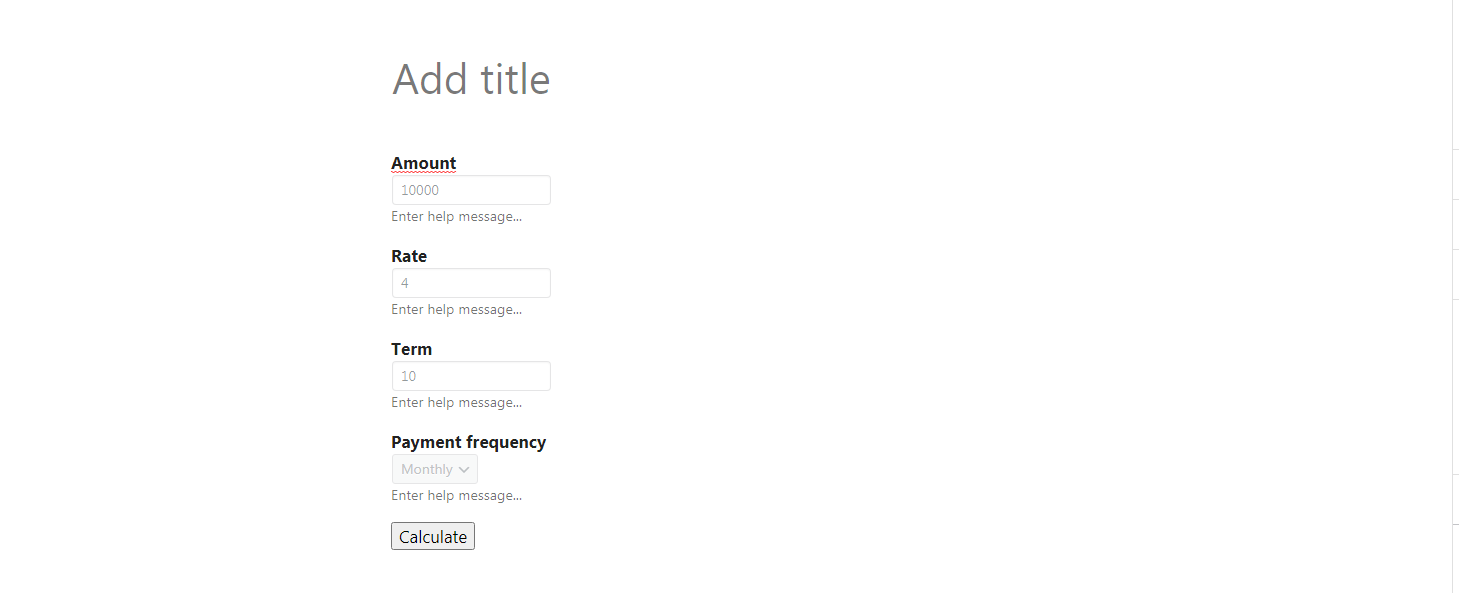 Add title
Amount
10000
Enter help message...
Rate
4
Enter help message...
Term
10
Enter help message...
Payment frequency
Monthly
Enter help message...
Calculate